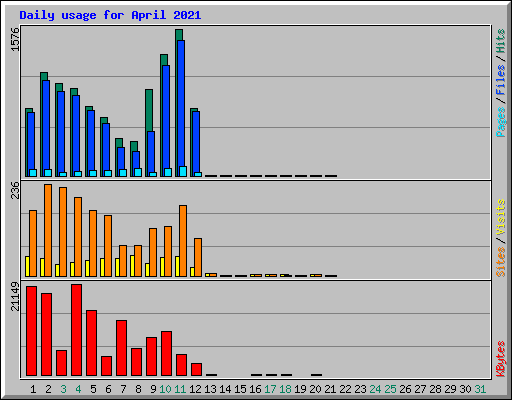 Daily usage for April 2021
1576
Pages / Files / Hits
236
Sites / Visits
21149
KBytes
1 2 3 4 5 6 7 8 9 10 11 12 13 14 15 16 17 18 19 20 21 22 23 24 25 26 27 28 29 30 31